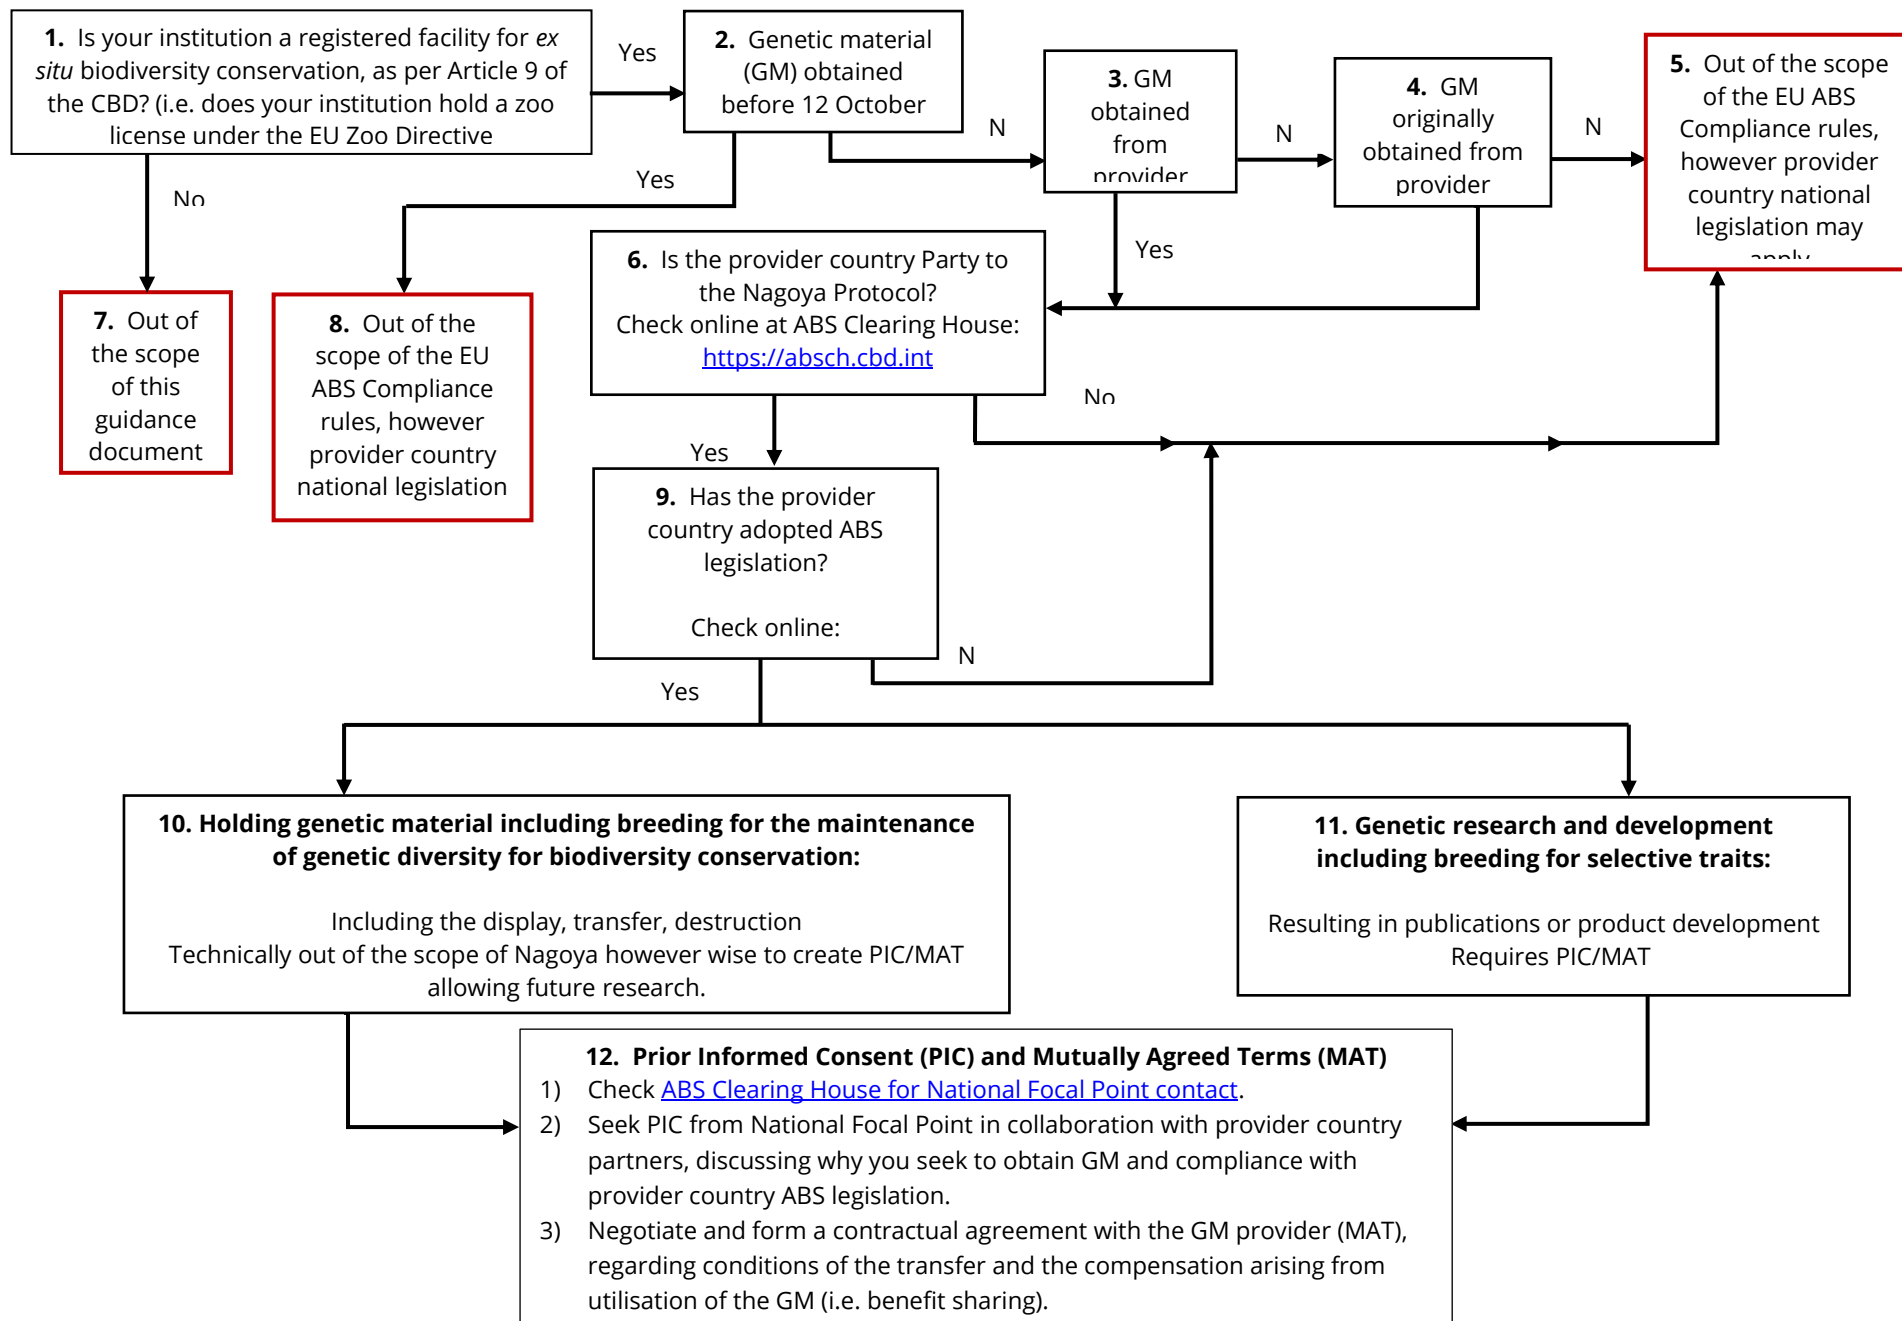 1. Is your institution a registered facility for ex
situ biodiversity conservation, as per Article 9 of
the CBD? (i.e. does your institution hold a zoo
license under the EU Zoo Directive
Yes
2. Genetic material
(GM) obtained
before 12 October
N
3. GM
obtained
from
provider
N
4. GM
originally
obtained from
provider
N
5. Out of the scope
of the EU ABS
Compliance rules,
however provider
country national
legislation may
apply
No
Yes
Yes
6. Is the provider country Party to
the Nagoya Protocol?
Check online at ABS Clearing House:
https://absch.cbd.int
7. Out of
the scope
of this
guidance
document
8. Out of the
scope of the EU
ABS Compliance
rules, however
provider country
national legislation
No
Yes
9. Has the provider
country adopted ABS
legislation?
Check online:
N
Yes
10. Holding genetic material including breeding for the maintenance
of genetic diversity for biodiversity conservation:
Including the display, transfer, destruction
Technically out of the scope of Nagoya however wise to create PIC/MAT
allowing future research.
11. Genetic research and development
including breeding for selective traits:
Resulting in publications or product development
Requires PIC/MAT
12. Prior Informed Consent (PIC) and Mutually Agreed Terms (MAT)
1) Check ABS Clearing House for National Focal Point contact.
2) Seek PIC from National Focal Point in collaboration with provider country
partners, discussing why you seek to obtain GM and compliance with
provider country ABS legislation.
3) Negotiate and form a contractual agreement with the GM provider (MAT),
regarding conditions of the transfer and the compensation arising from
utilisation of the GM (i.e. benefit sharing).